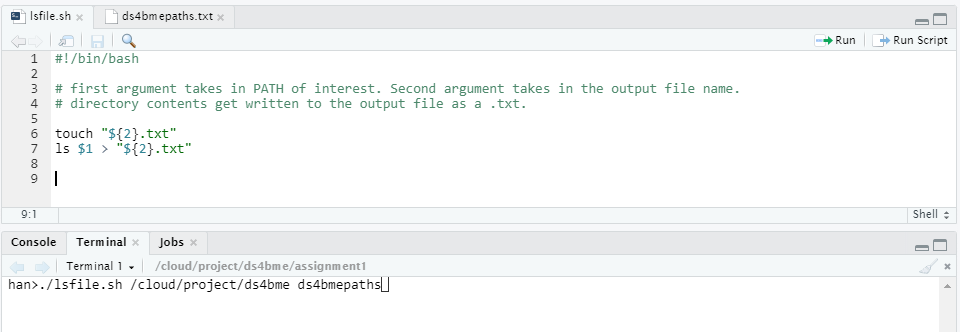 lsfile.sh ds4bmepaths.txt
Run Run Script
1 #!/bin/bash
2
3 # first argument takes in PATH of interest. Second argument takes in the output file name.
4 # directory contents get written to the output file as a .txt.
5
6 touch "${2}.txt"
7 ls $1 > "${2}.txt"
8
9
9:1 Shell
Console Terminal Jobs
Terminal 1 /cloud/project/ds4bme/assignment1
han>./lsfile.sh /cloud/project/ds4bme ds4bmepaths